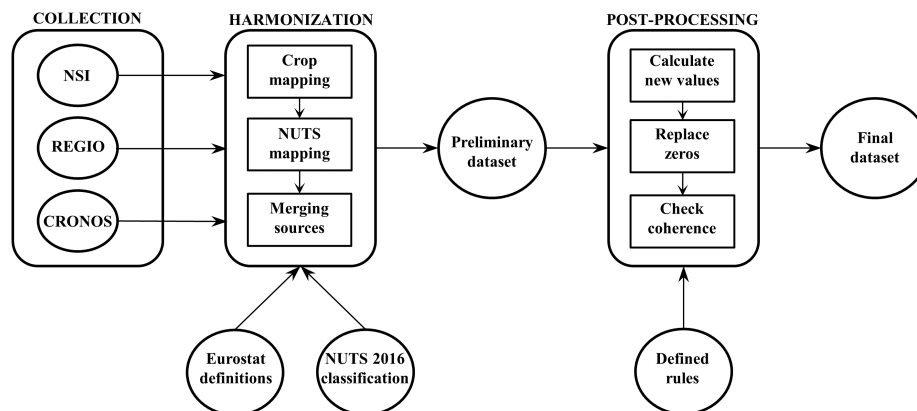 COLLECTION
NSI
REGIO
CRONOS
HARMONIZATION
Crop
mapping
NUTS
mapping
Merging
sources
Eurostat
definitions
NUTS 2016
classification
Preliminary
dataset
POST-PROCESSING
Calculate
new values
Replace
zeros
Check
coherence
Defined
rules
Final
dataset